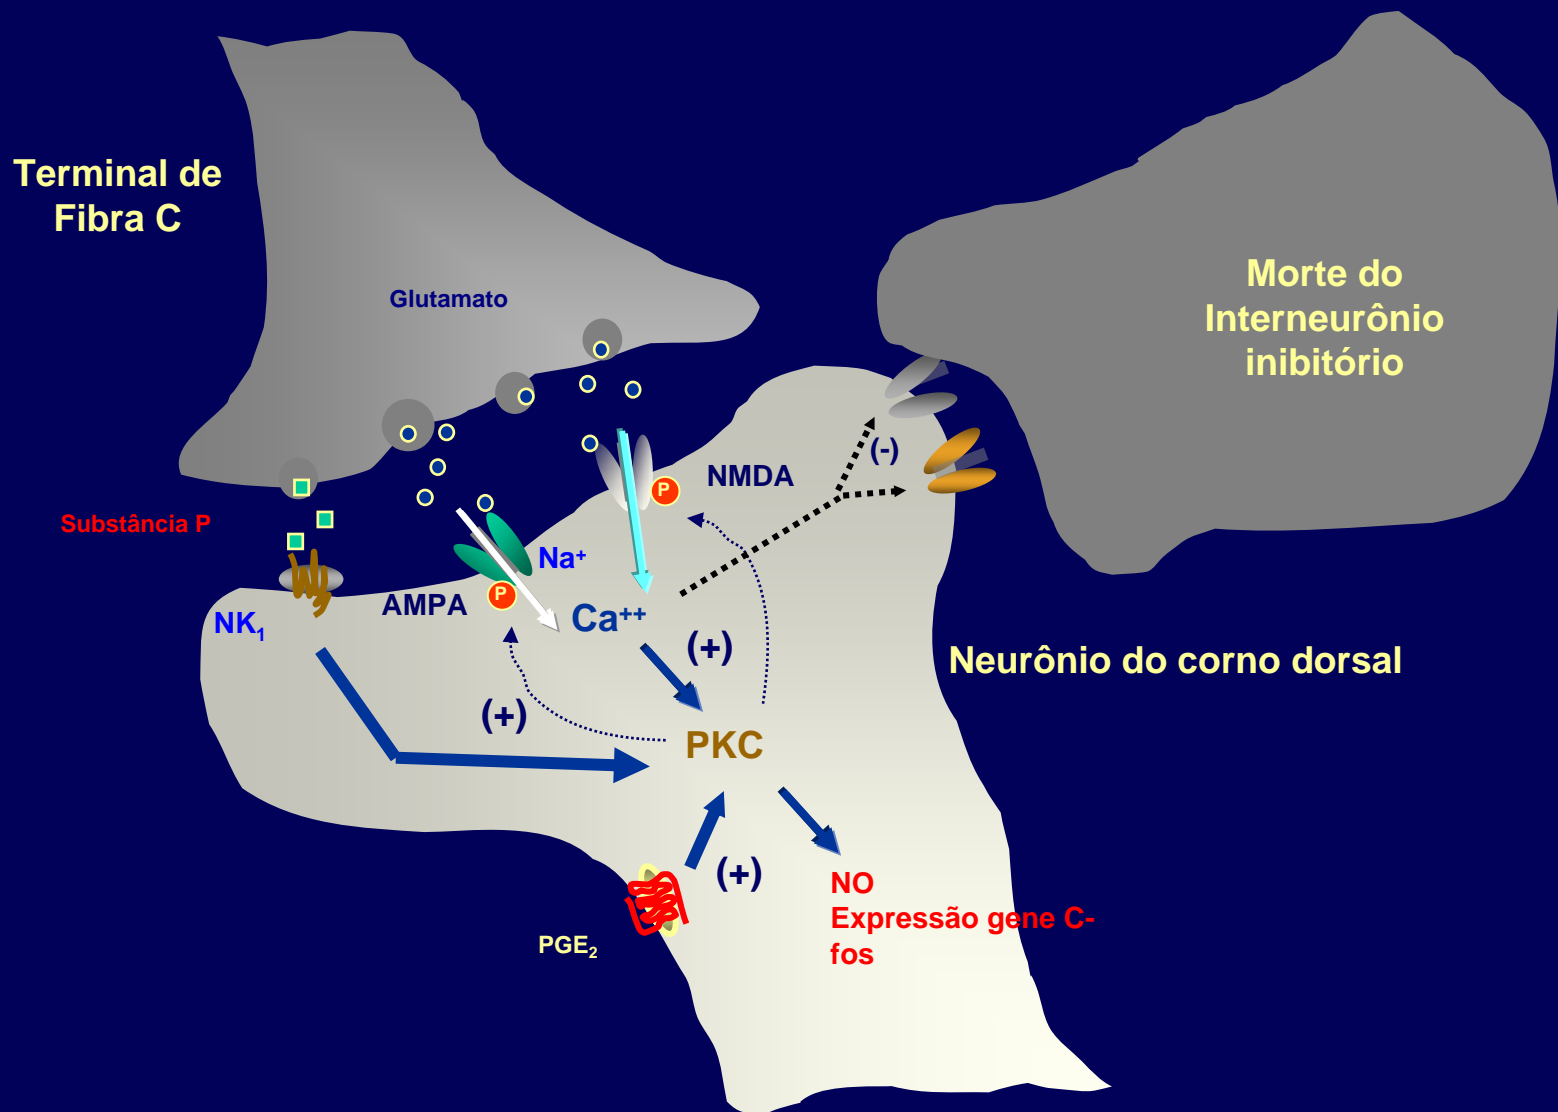 Terminal de
Fibra C
Glutamato
Morte do
Interneurônio
inibitório
(-)
NMDA
P
Substância P
Na⁺
P
AMPA
Ca⁺⁺
NK₁
(+)
Neurônio do corno dorsal
(+)
PKC
(+)
NO
Expressão gene C-
fos
PGE₂